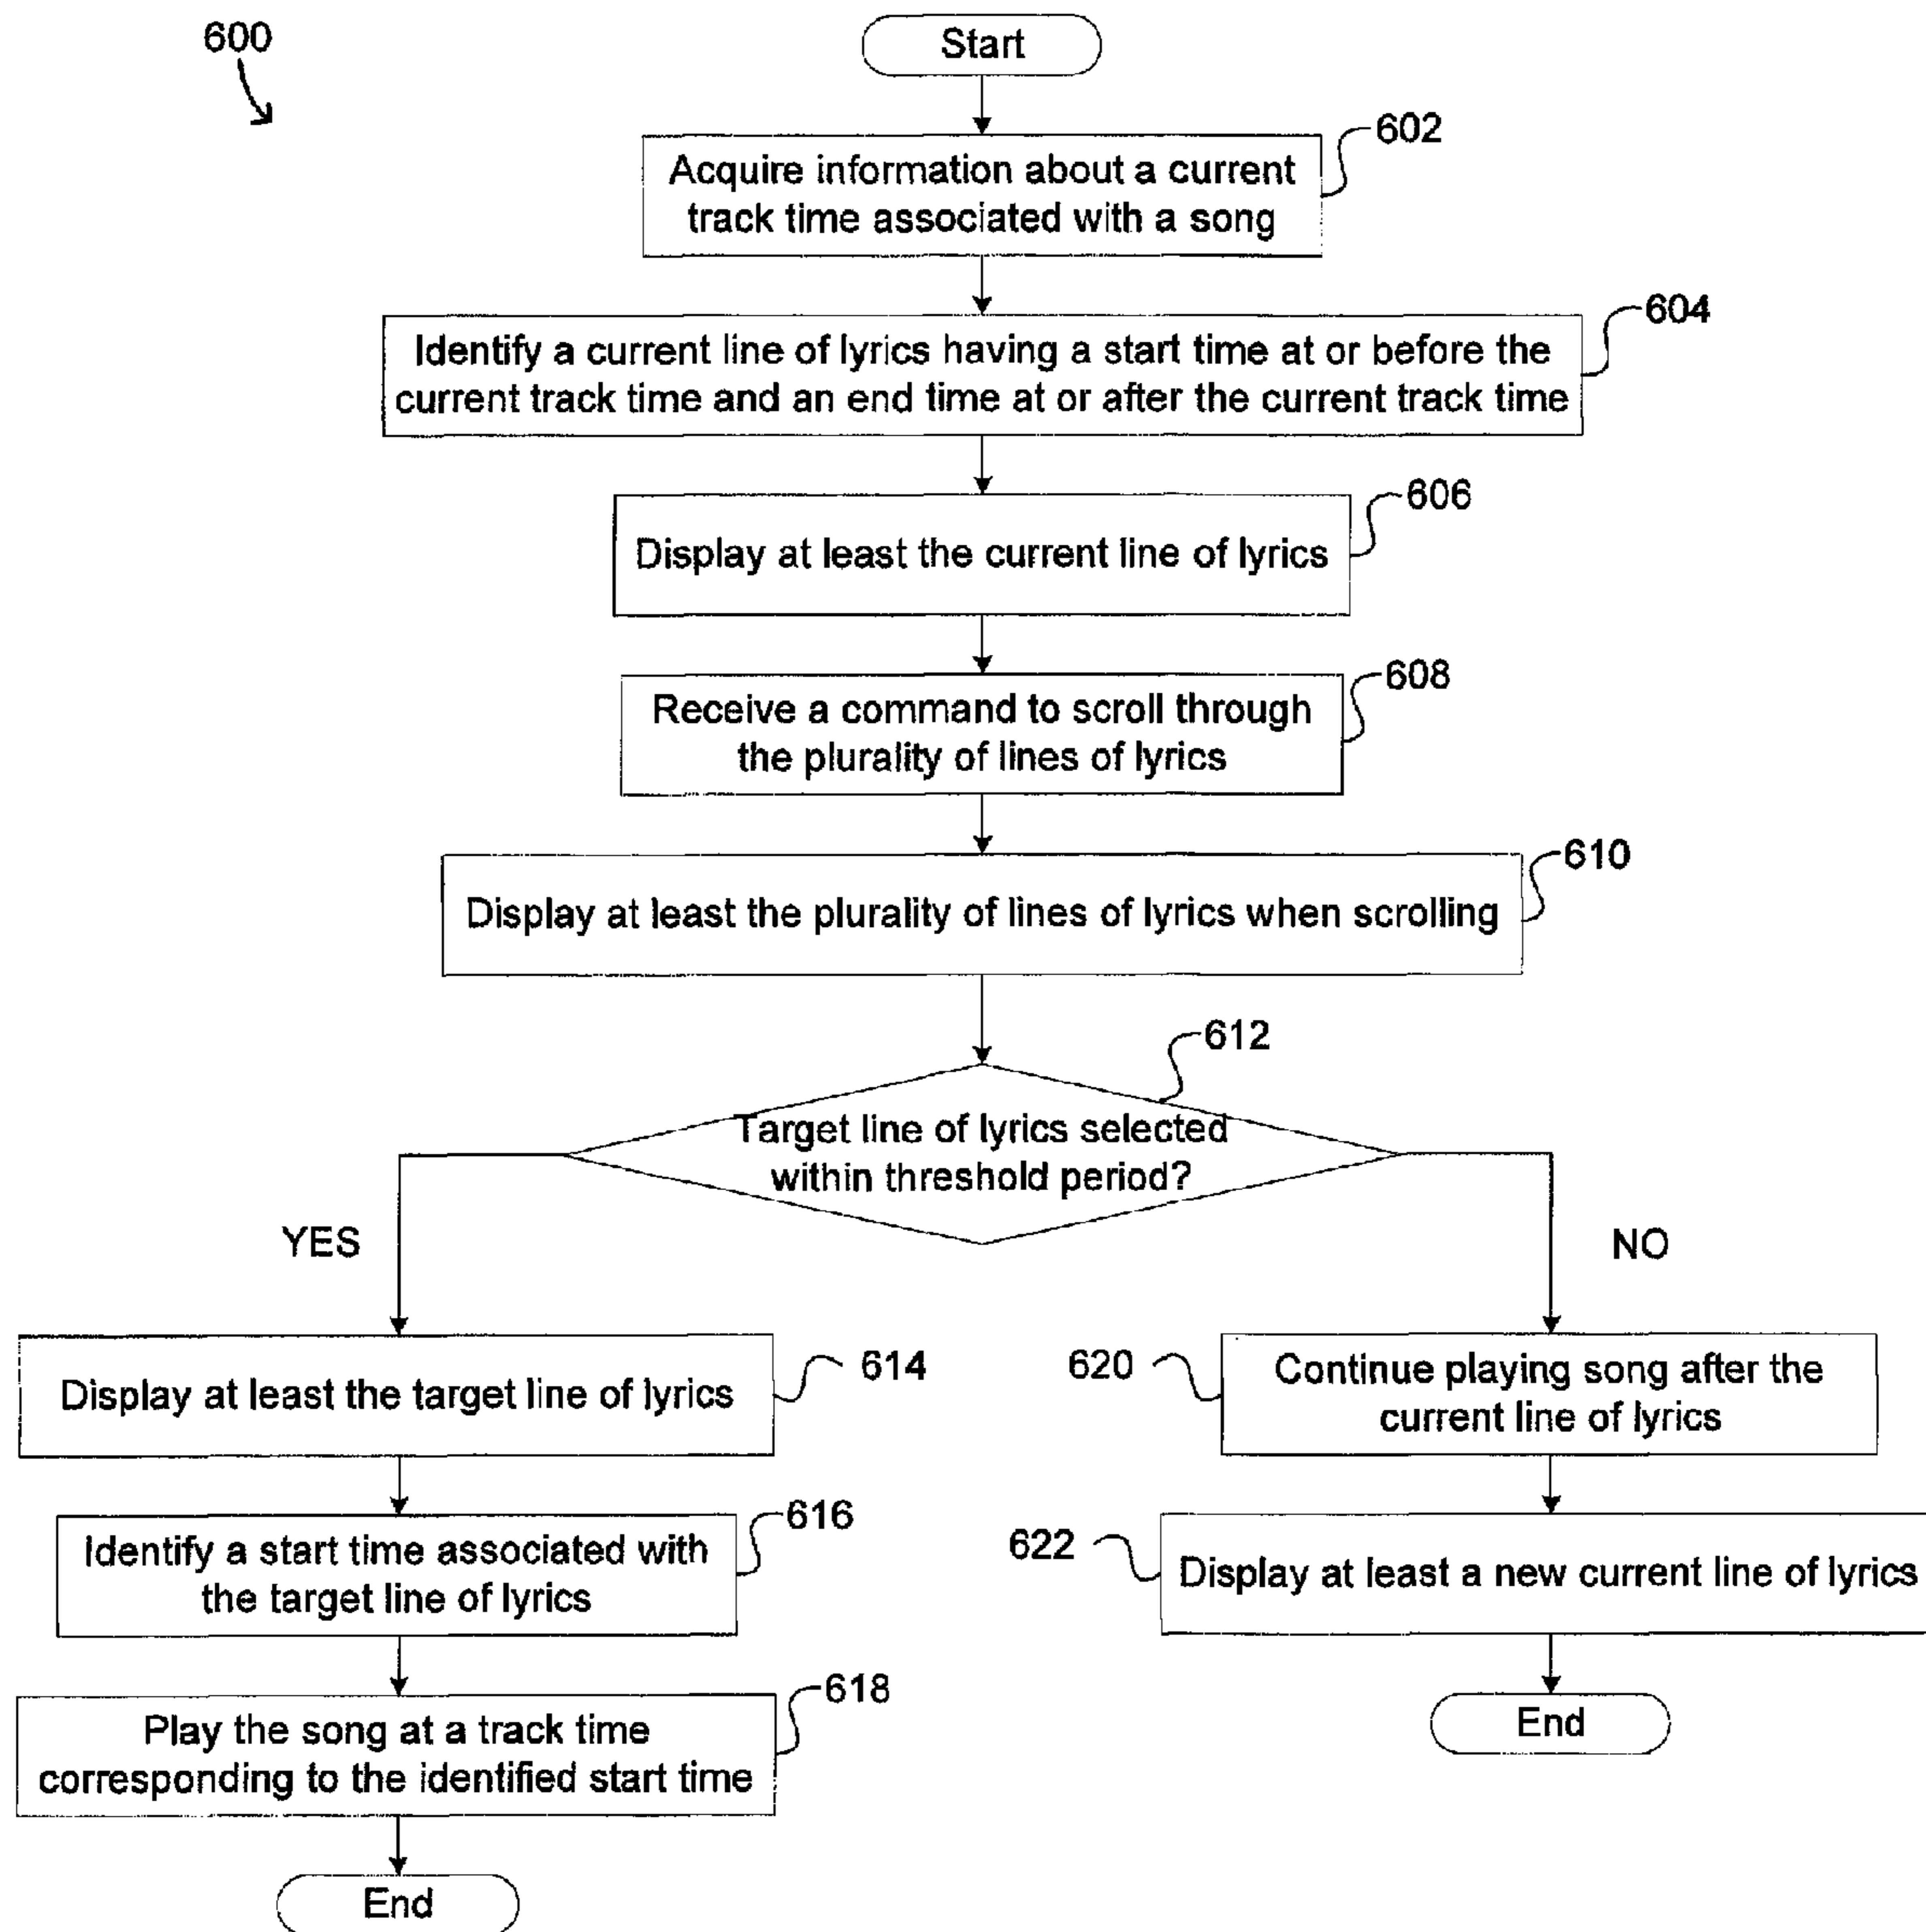 600
Start
602
Acquire information about a current
track time associated with a song
604
Identify a current line of lyrics having a start time at or before the
current track time and an end time at or after the current track time
606
Display at least the current line of lyrics
608
Receive a command to scroll through
the plurality of lines of lyrics
610
Display at least the plurality of lines of lyrics when scrolling
612
Target line of lyrics selected
within threshold period?
YES
NO
614
Display at least the target line of lyrics
620
Continue playing song after the
current line of lyrics
616
Identify a start time associated with
the target line of lyrics
622
Display at least a new current line of lyrics
618
Play the song at a track time
corresponding to the identified start time
End
End